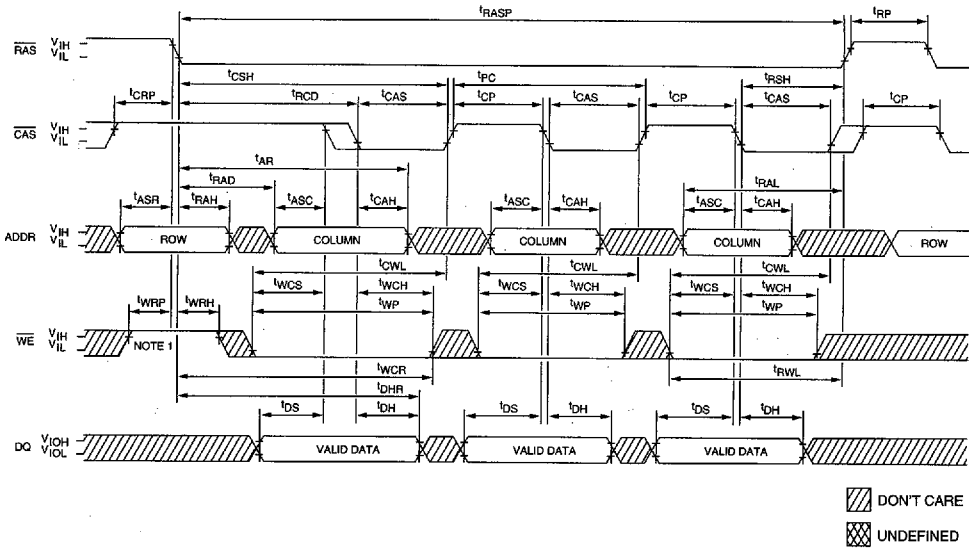 tRASP
tRP
RAS VIH VIL
tCSH
tPC
tRSH
tCRP
tRCD
tCAS
tCP
tCAS
tCP
tCAS
tCP
CAS VIH VIL
tAR
tRAD
tRAL
tASR
tRAH
tASC
tCAH
tASC
tCAH
tASC
tCAH
ADDR VIH VIL
ROW
COLUMN
COLUMN
COLUMN
ROW
tCWL
tCWL
tCWL
tWCS
tWCH
tWCS
tWCH
tWCS
tWCH
tWRP
tWRH
tWP
tWP
tWP
WE VIH VIL
NOTE 1
tWCR
tRWL
tDHR
tDS
tDH
tDS
tDH
tDS
tDH
DQ VIOH VIOL
VALID DATA
VALID DATA
VALID DATA
DON'T CARE
UNDEFINED